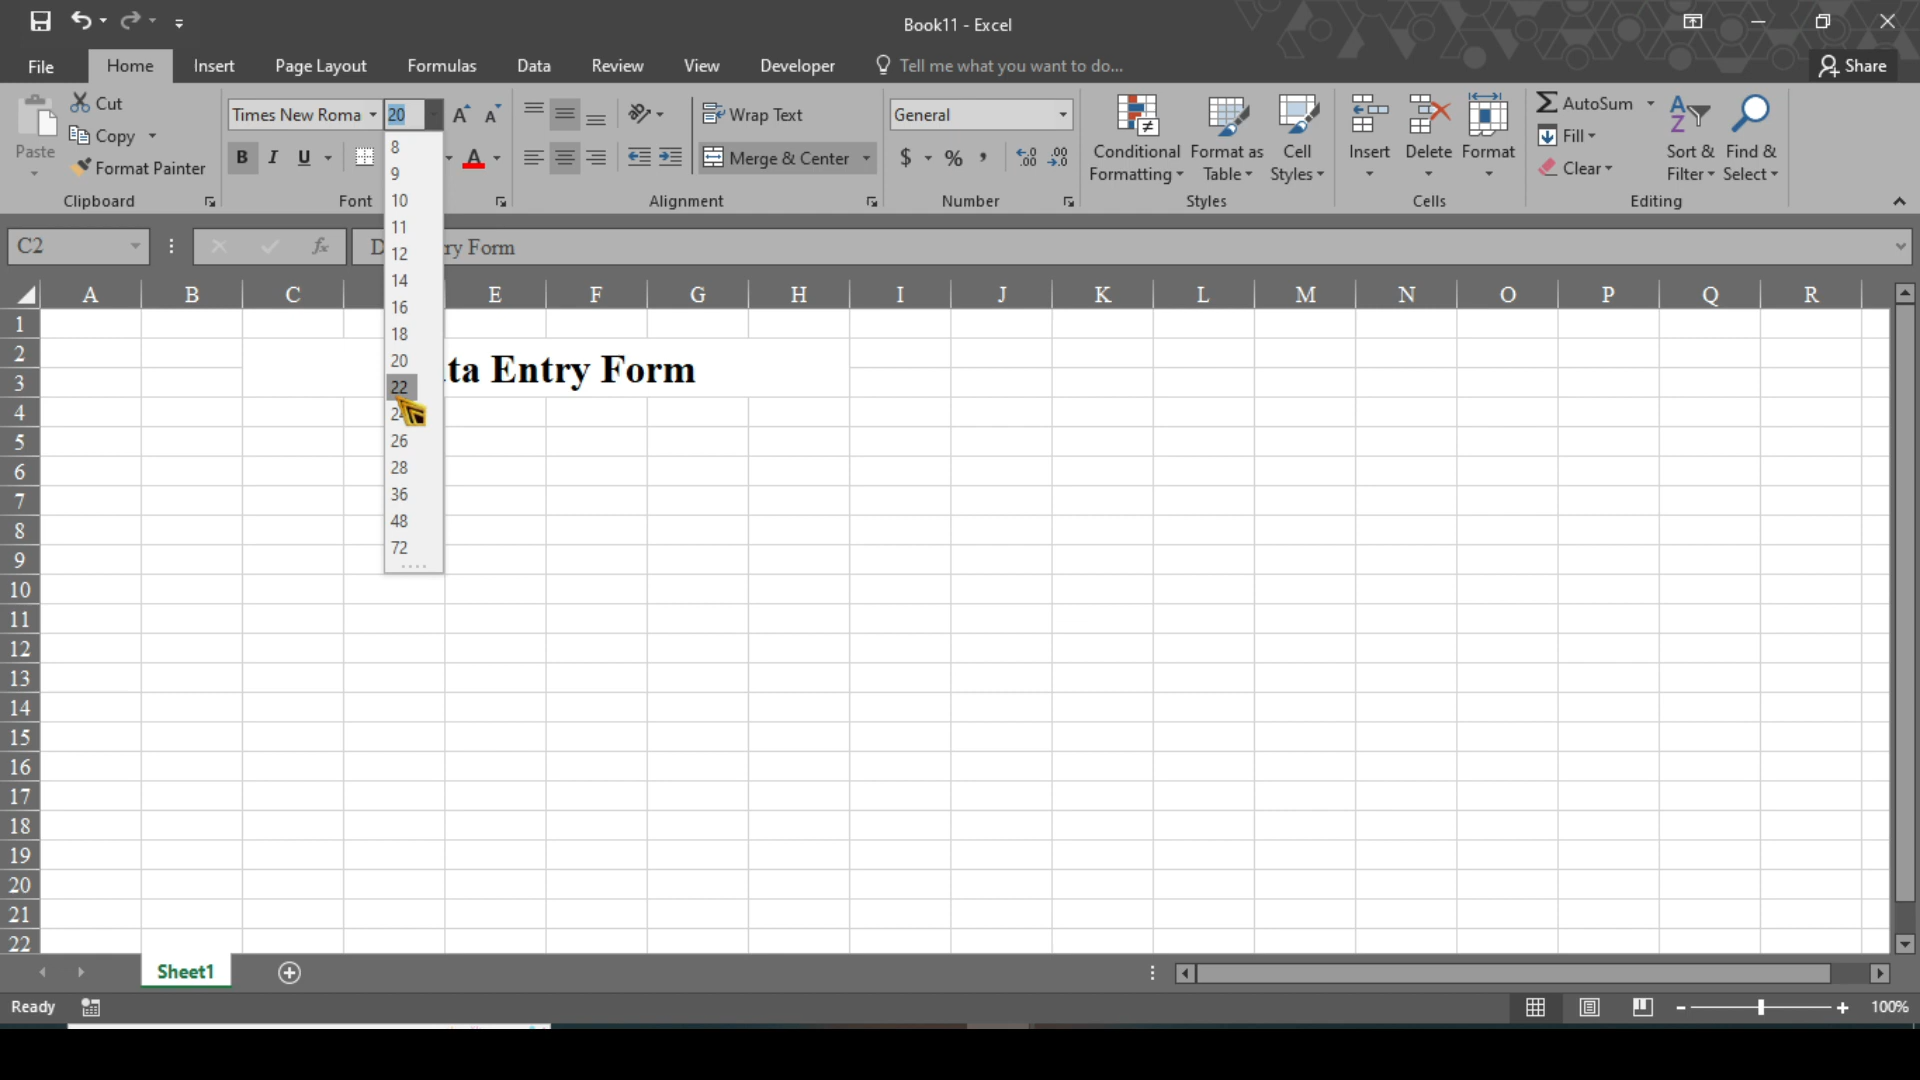 Book11 - Excel
File
Home
Insert
Page Layout
Formulas
Data
Review
View
Developer
Tell me what you want to do...
Share
Paste
Cut
Copy
Format Painter
Clipboard
Times New Roma
20
B I U
A
Font
Wrap Text
Merge & Center
Alignment
General
$ % ,
Number
Conditional
Formatting
Format as
Table
Cell
Styles
Styles
Insert
Delete
Format
Cells
AutoSum
Fill
Clear
Sort &
Filter
Find &
Select
Editing
8
9
10
11
12
14
16
18
20
22
26
28
36
48
72
C2
fx
D
ry Form
A B C E F G H I J K L M N O P Q R
1
2
3
4
5
6
7
8
9
10
11
12
13
14
15
16
17
18
19
20
21
22
ta Entry Form
Sheet1
Ready
100%